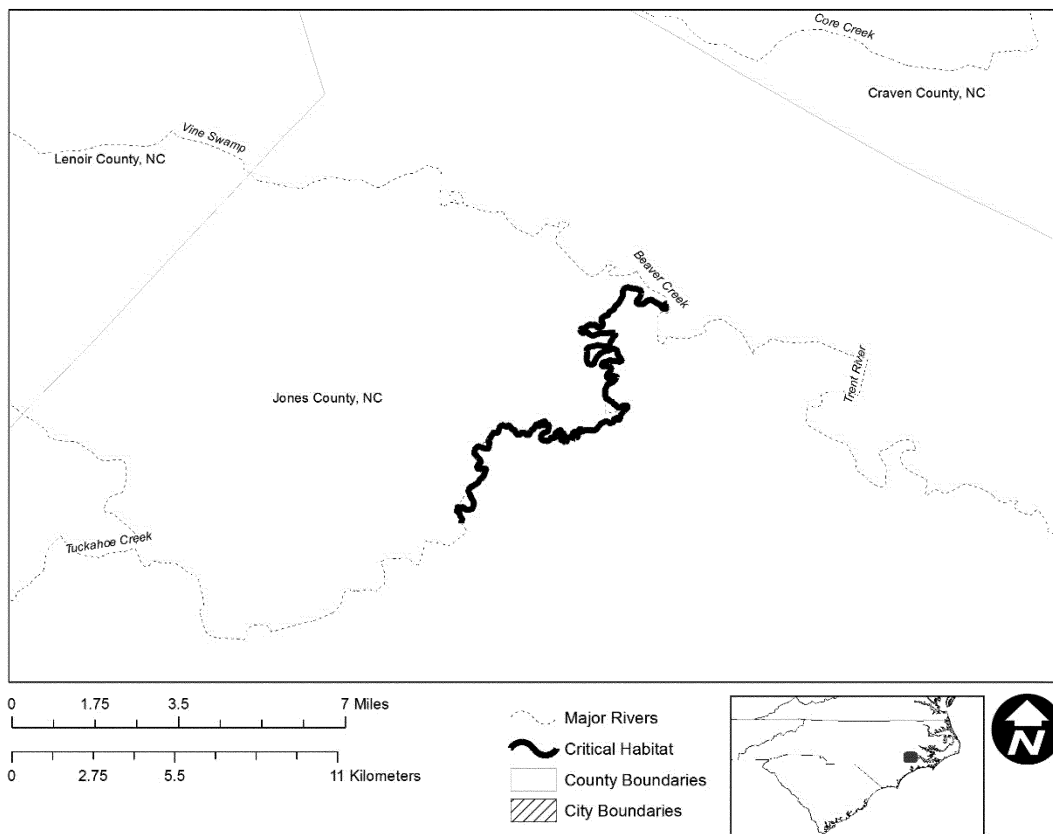 Core Creek
Craven County, NC
Vine Swamp
Lenoir County, NC
Beaver Creek
Trent River
Jones County, NC
Tuckahoe Creek
0 1.75 3.5 7 Miles
0 2.75 5.5 11 Kilometers
Major Rivers
Critical Habitat
County Boundaries
City Boundaries
N